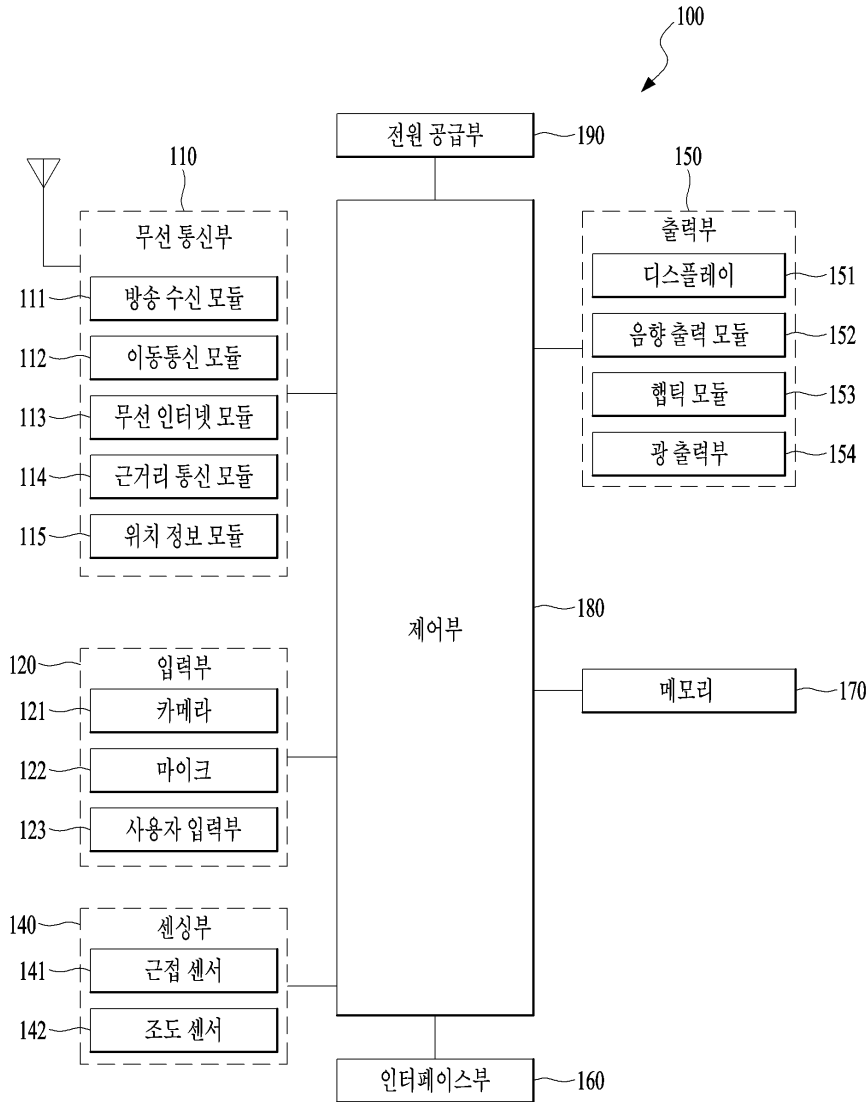 100
전원 공급부
190
110
무선 통신부
111
방송 수신 모듈
112
이동통신 모듈
113
무선 인터넷 모듈
114
근거리 통신 모듈
115
위치 정보 모듈
120
입력부
121
카메라
122
마이크
123
사용자 입력부
140
센싱부
141
근접 센서
142
조도 센서
제어부
180
150
출력부
디스플레이
151
음향 출력 모듈
152
햅틱 모듈
153
광 출력부
154
메모리
170
인터페이스부
160